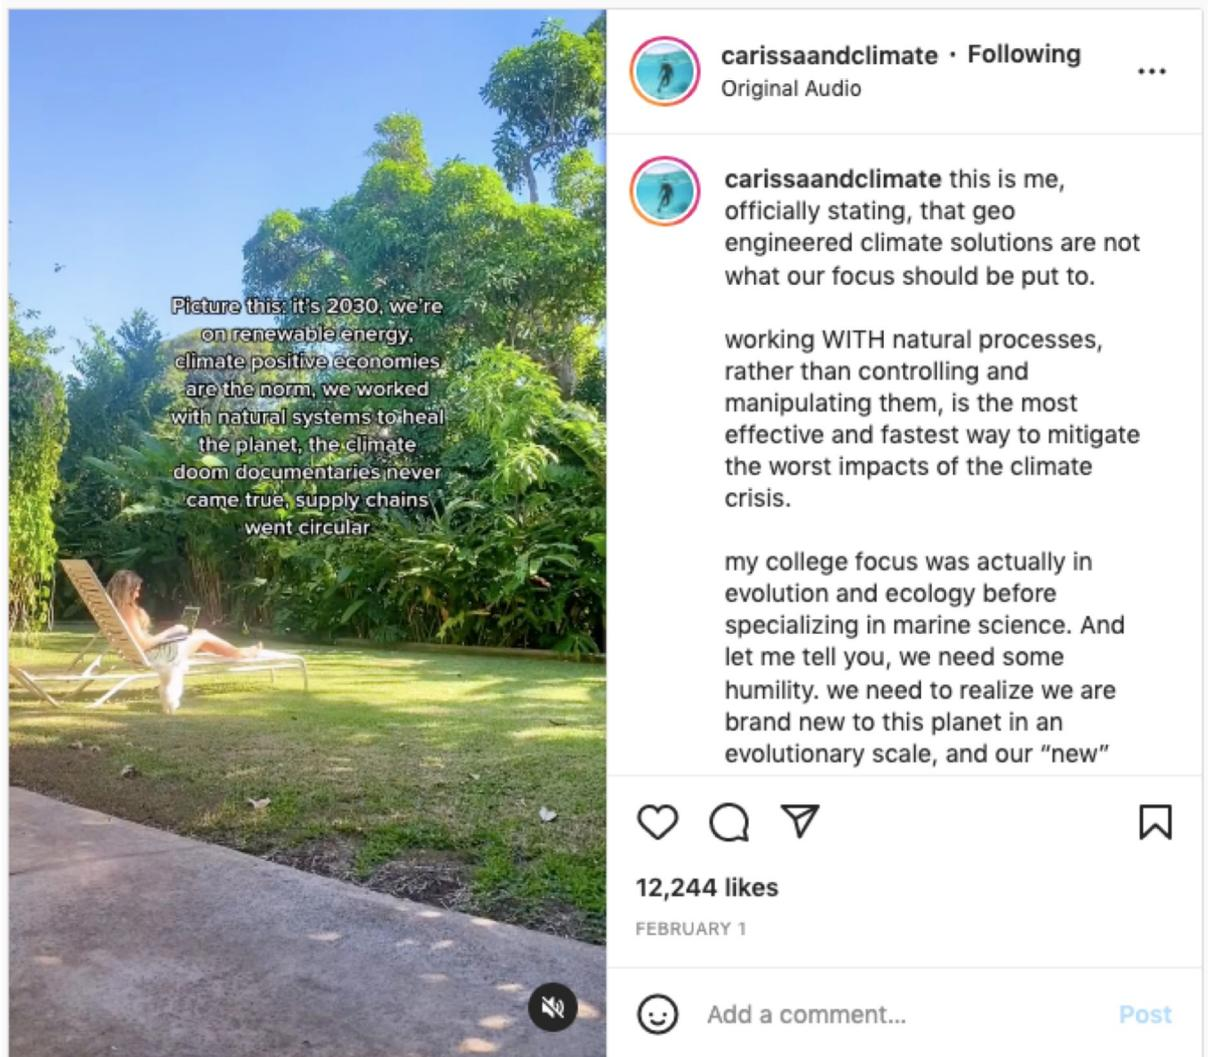 Picture this: it's 2030, we're
on renewable energy,
climate positive economies
are the norm, we worked
with natural systems to heal
the planet, the climate
doom documentaries never
came true, supply chains
went circular
carissaandclimate · Following
Original Audio
carissaandclimate this is me,
officially stating, that geo
engineered climate solutions are not
what our focus should be put to.
working WITH natural processes,
rather than controlling and
manipulating them, is the most
effective and fastest way to mitigate
the worst impacts of the climate
crisis.
my college focus was actually in
evolution and ecology before
specializing in marine science. And
let me tell you, we need some
humility. we need to realize we are
brand new to this planet in an
evolutionary scale, and our “new”
12,244 likes
FEBRUARY 1
Add a comment...
Post